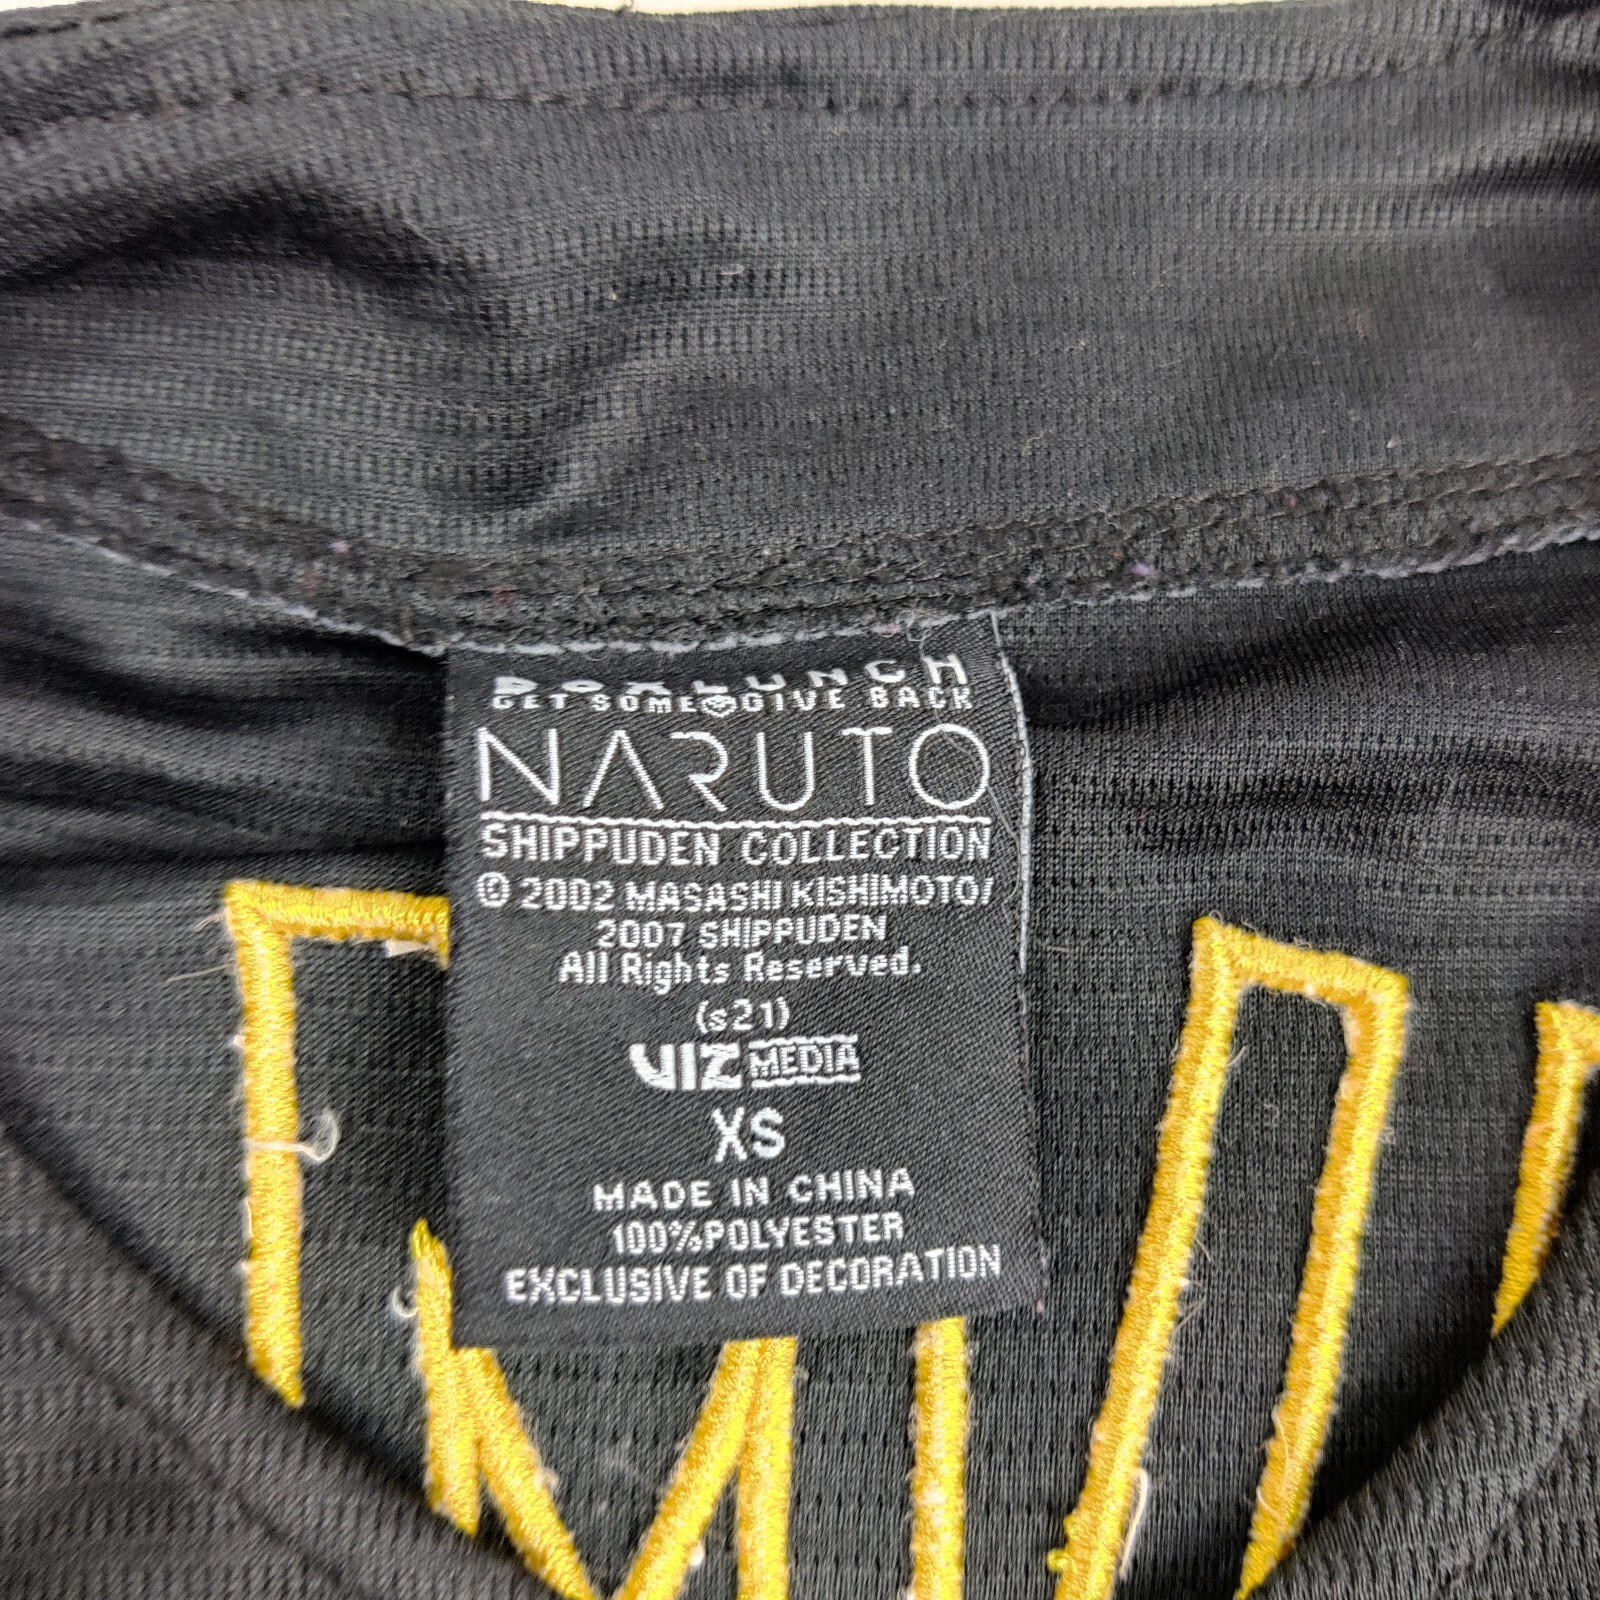 BOXLUNCH
GET SOME GIVE BACK
NARUTO
SHIPPUDEN COLLECTION
© 2002 MASASHI KISHIMOTO/
2007 SHIPPUDEN
All Rights Reserved.
(s21)
VIZ MEDIA
XS
MADE IN CHINA
100%POLYESTER
EXCLUSIVE OF DECORATION